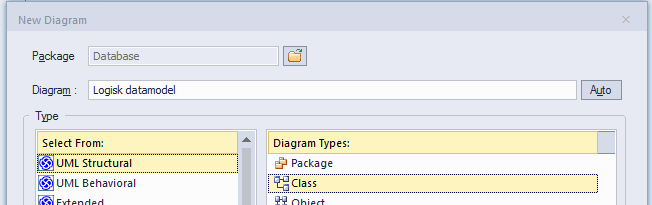 New Diagram
Package Database
Diagram : Logisk datamodel Auto
Type
Select From: Diagram Types:
UML Structural Package
UML Behavioral Class
Extended Object